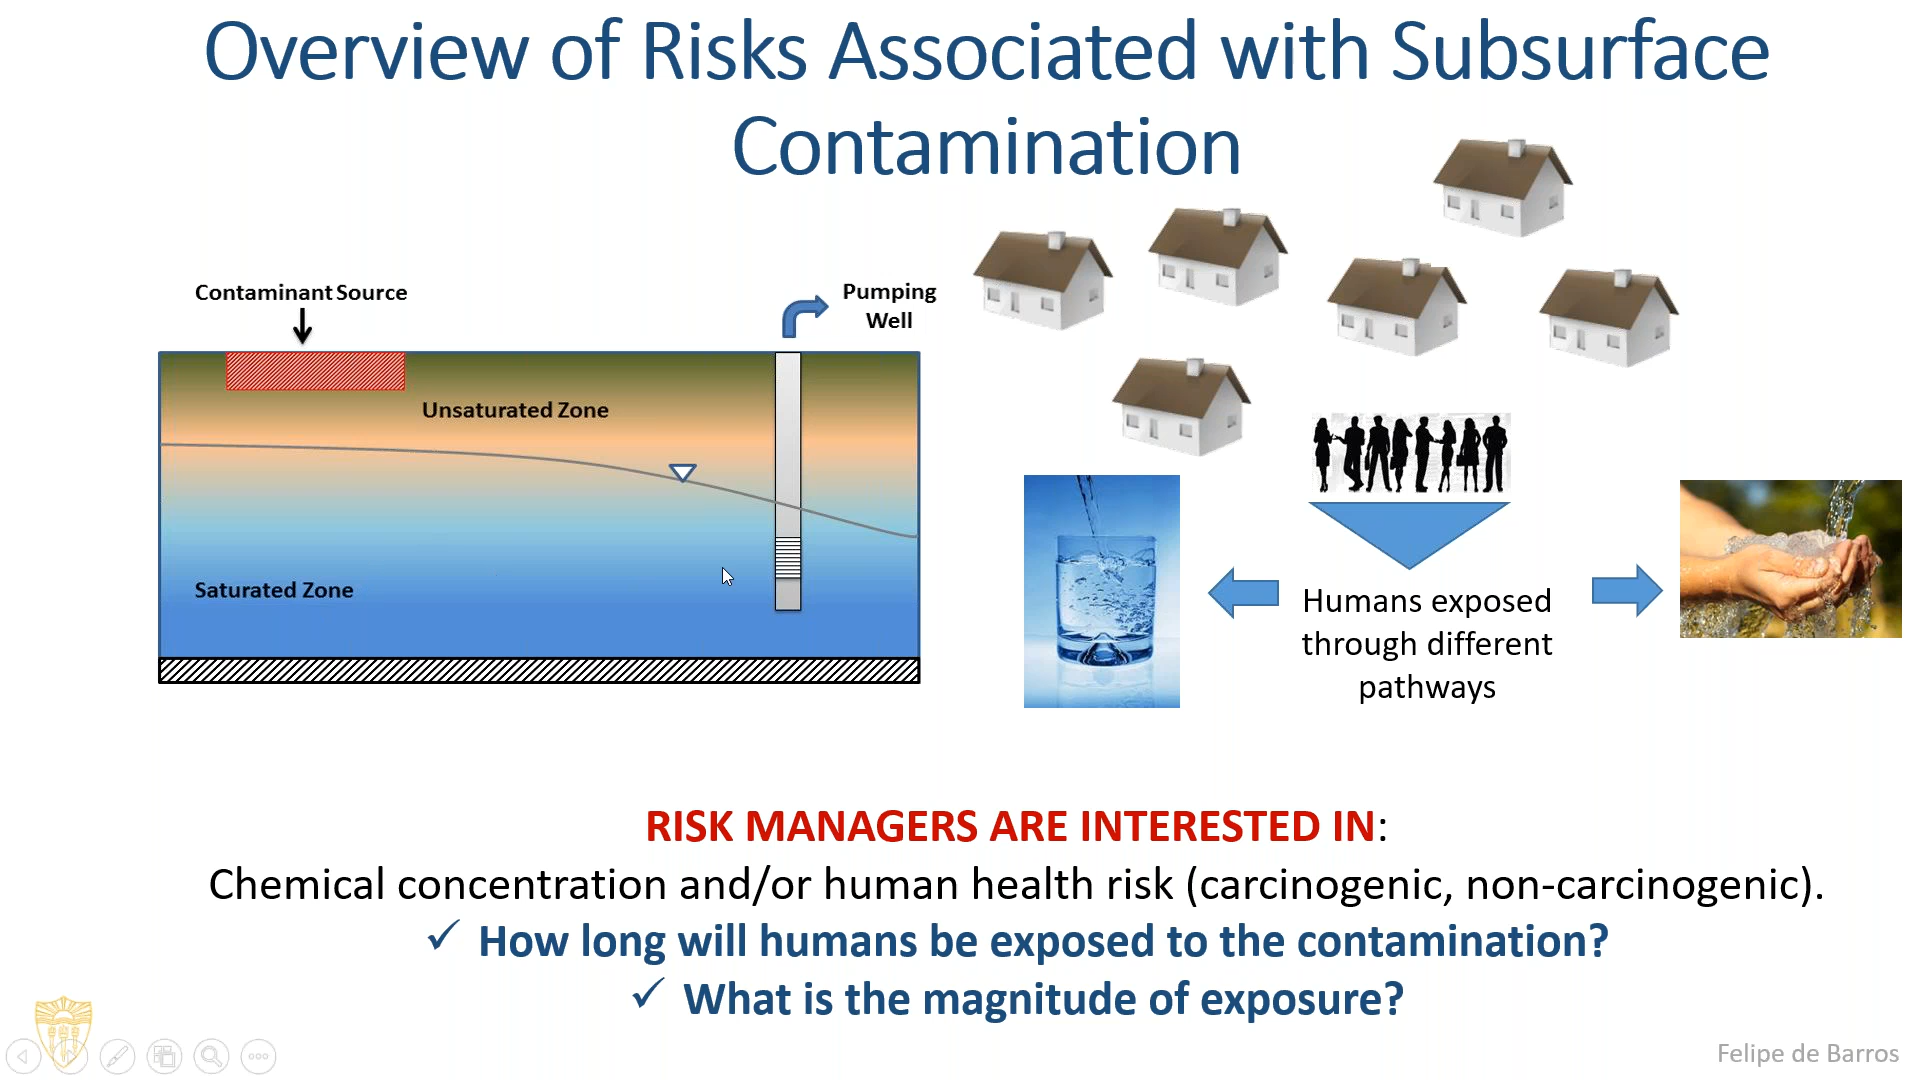 Overview of Risks Associated with Subsurface
Contamination
Contaminant Source
Pumping
Well
Unsaturated Zone
Saturated Zone
Humans exposed
through different
pathways
RISK MANAGERS ARE INTERESTED IN:
Chemical concentration and/or human health risk (carcinogenic, non-carcinogenic).
✓ How long will humans be exposed to the contamination?
✓ What is the magnitude of exposure?
Felipe de Barros